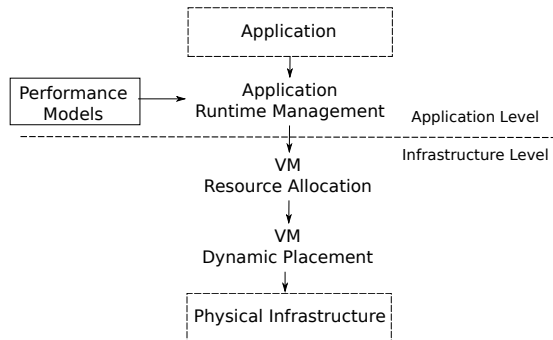 Application
Performance
Models
Application
Runtime Management
Application Level
Infrastructure Level
VM
Resource Allocation
VM
Dynamic Placement
Physical Infrastructure